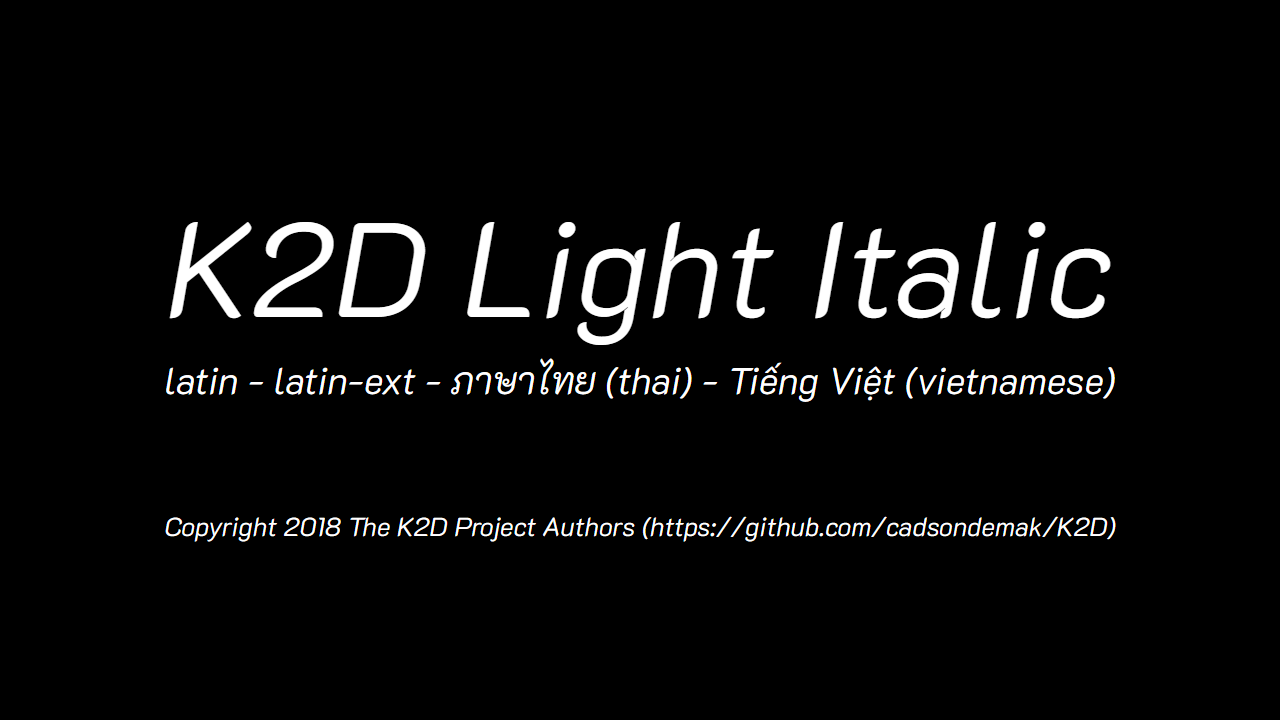 K2D Light Italic
latin - latin-ext - ภาษาไทย (thai) - Tiếng Việt (vietnamese)
Copyright 2018 The K2D Project Authors (https://github.com/cadsondemak/K2D)